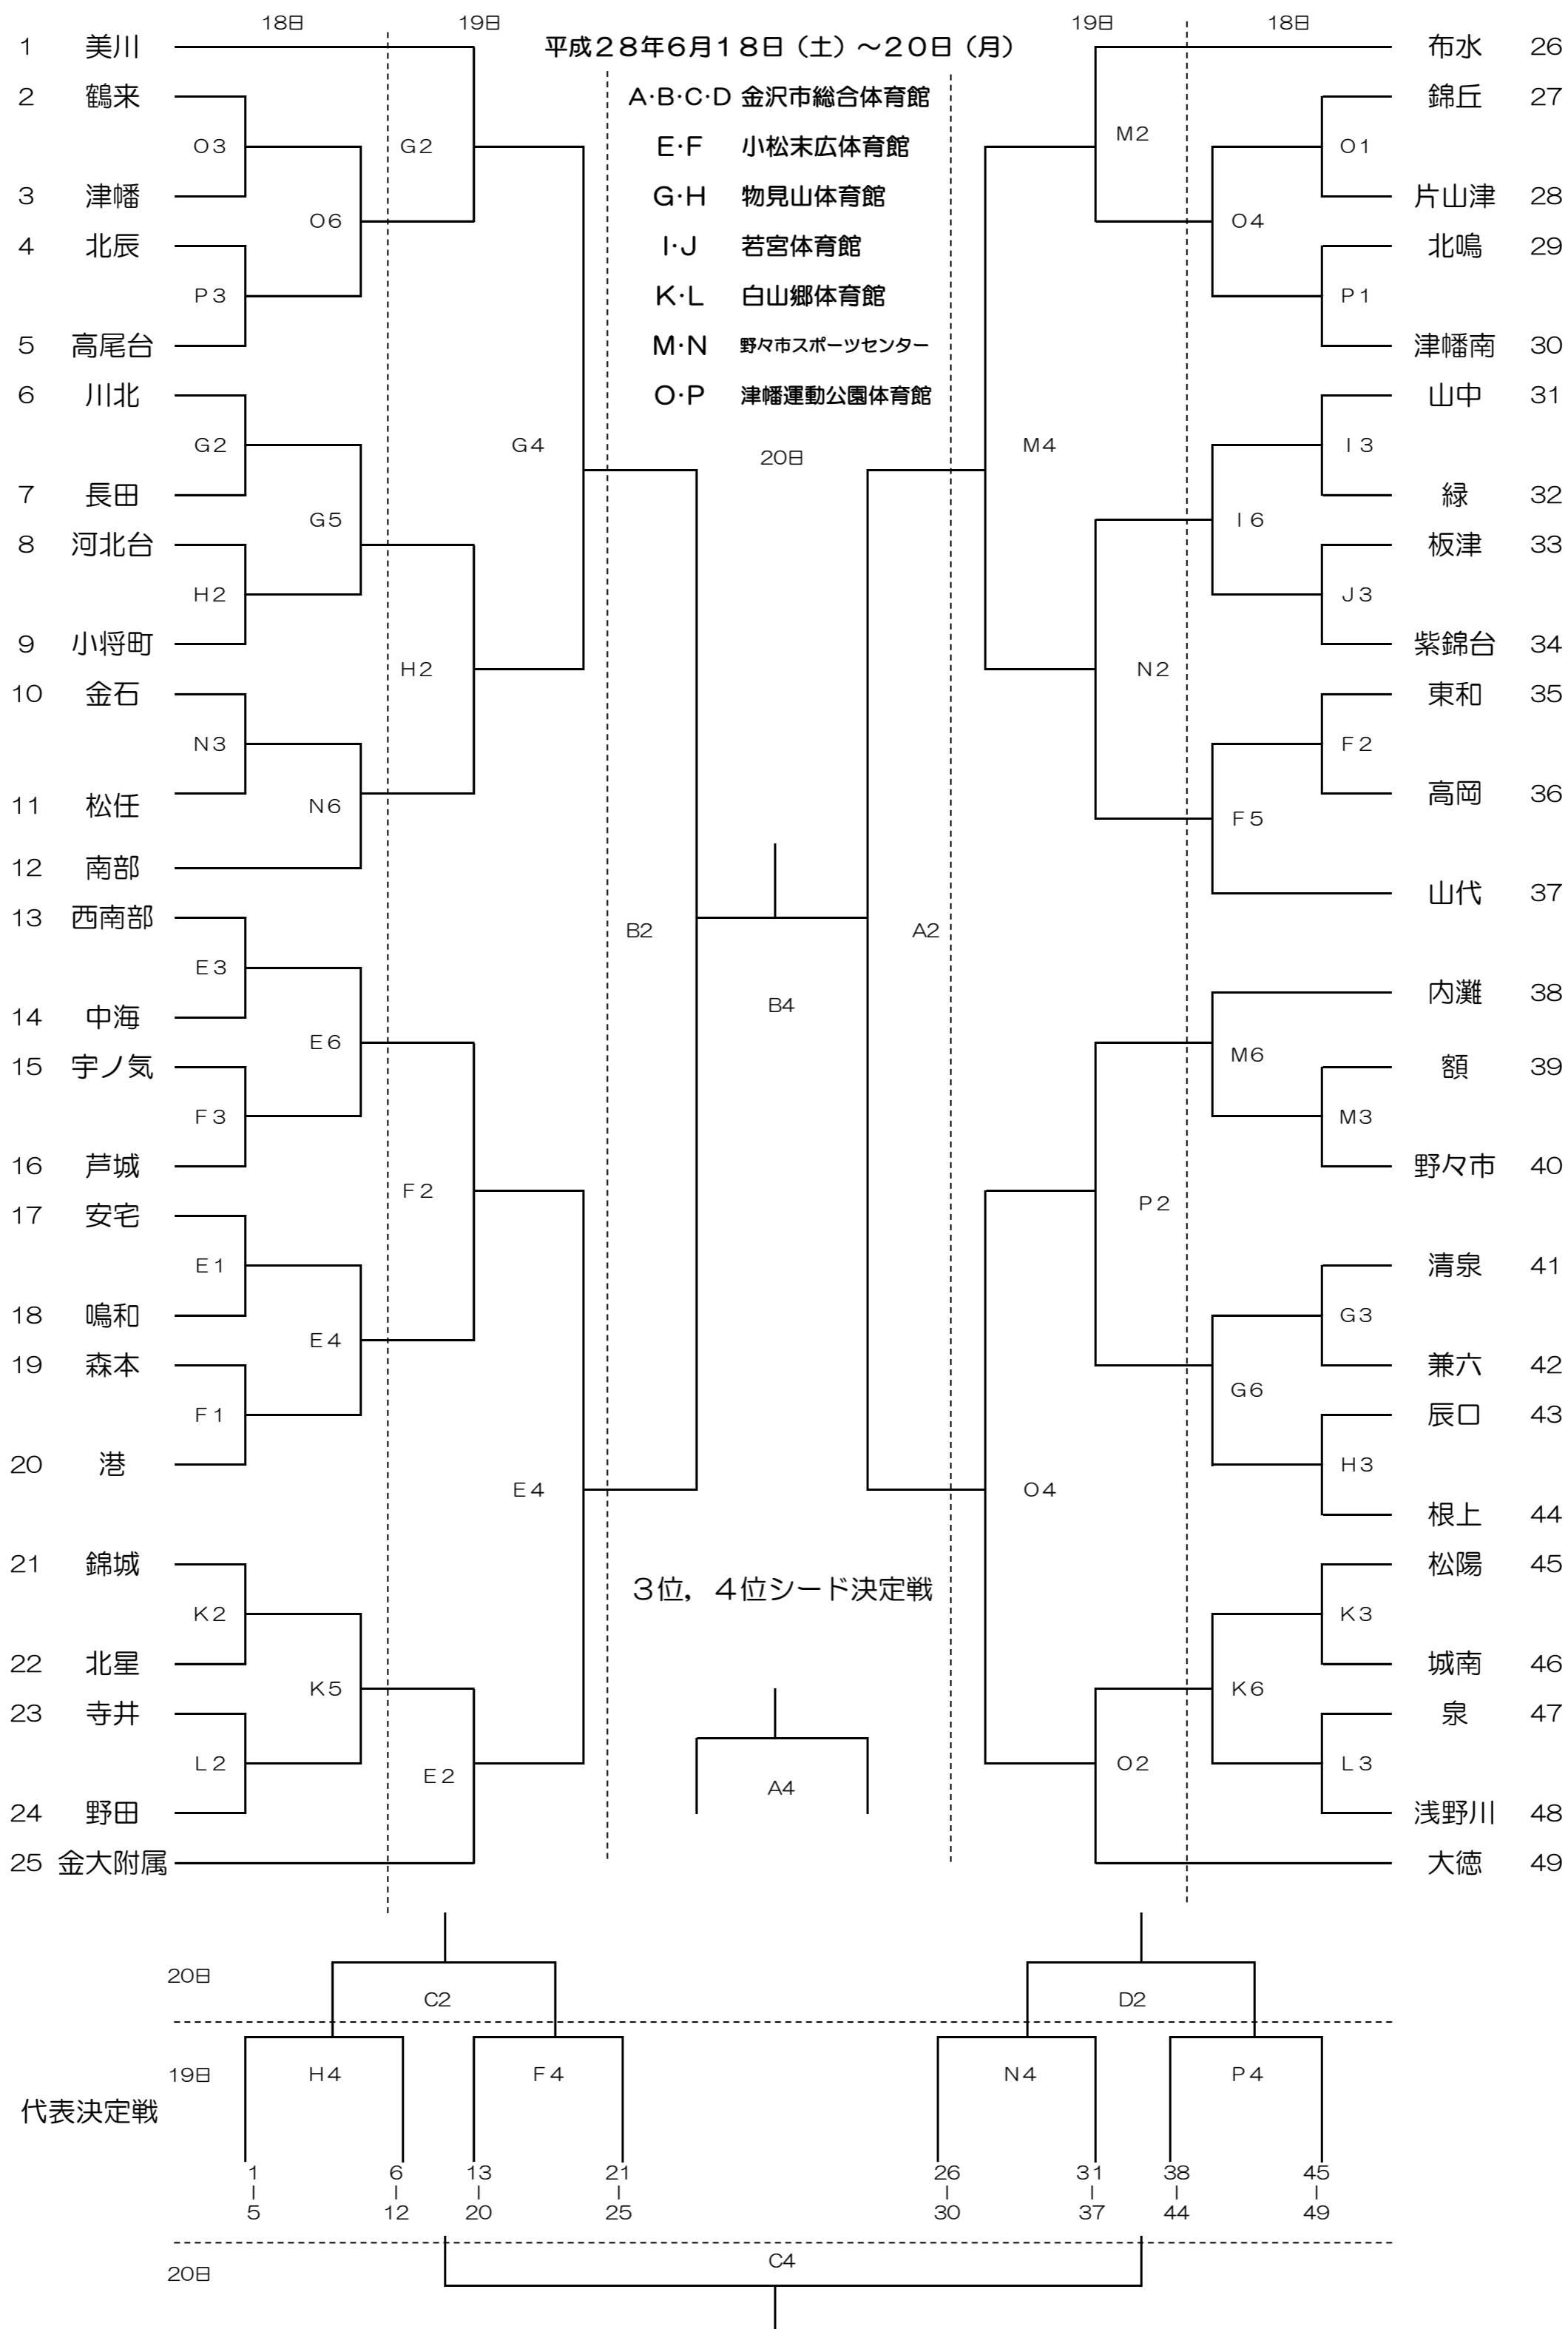 18日 19日 19日 18日
1 美川 平成28年6月18日（土）～20日（月） 布水 26
2 鶴来 A・B・C・D 金沢市総合体育館 錦丘 27
O3 G2 E・F 小松末広体育館 M2 O1
3 津幡 G・H 物見山体育館 片山津 28
O6 O4
4 北辰 I・J 若宮体育館 北鳴 29
P3 K・L 白山郷体育館 P1
5 高尾台 M・N 野々市スポーツセンター 津幡南 30
6 川北 O・P 津幡運動公園体育館 山中 31
G2 G4 20日 M4 I3
7 長田 緑 32
G5 I6
8 河北台 板津 33
H2 J3
9 小将町 紫錦台 34
H2 N2
10 金石 東和 35
N3 F2
11 松任 N6 高岡 36
F5
12 南部 山代 37
13 西南部 B2 A2
E3 内灘 38
14 中海 B4
E6 M6
15 宇ノ気 額 39
F3 M3
16 芦城 野々市 40
F2 P2
17 安宅
E1 清泉 41
18 鳴和 G3
E4
19 森本 兼六 42
G6
F1 辰口 43
20 港 H3
E4 O4
根上 44
21 錦城 3位，4位シード決定戦 松陽 45
K2 K3
22 北星 城南 46
K5 K6
23 寺井 泉 47
L2 E2 A4 O2 L3
24 野田 浅野川 48
25 金大附属 大徳 49
20日 C2 D2
19日 H4 F4 N4 P4
代表決定戦
1 6 13 21 26 31 38 45
| | | | | | | |
5 12 20 25 30 37 44 49
20日 C4